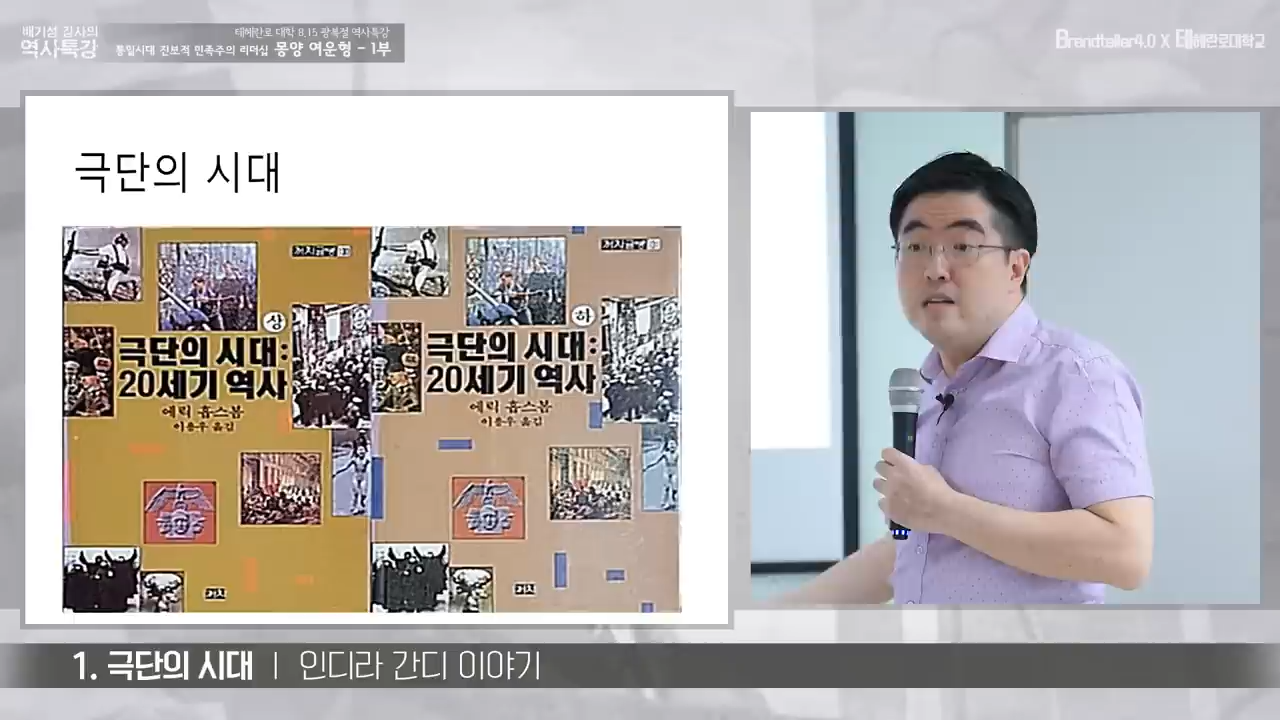 배기성 강사의
역사특강
테헤란로 대학 8.15 광복절 역사특강
통일시대 진보적 민족주의 리더십 몽양 여운형 - 1부
Brandteller4.0 X 테헤란로대학교
극단의 시대
상
극단의 시대:
20세기 역사
에릭 홉스봄
이용우 옮김
까치
하
극단의 시대:
20세기 역사
에릭 홉스봄
이용우 옮김
까치
1. 극단의 시대 | 인디라 간디 이야기